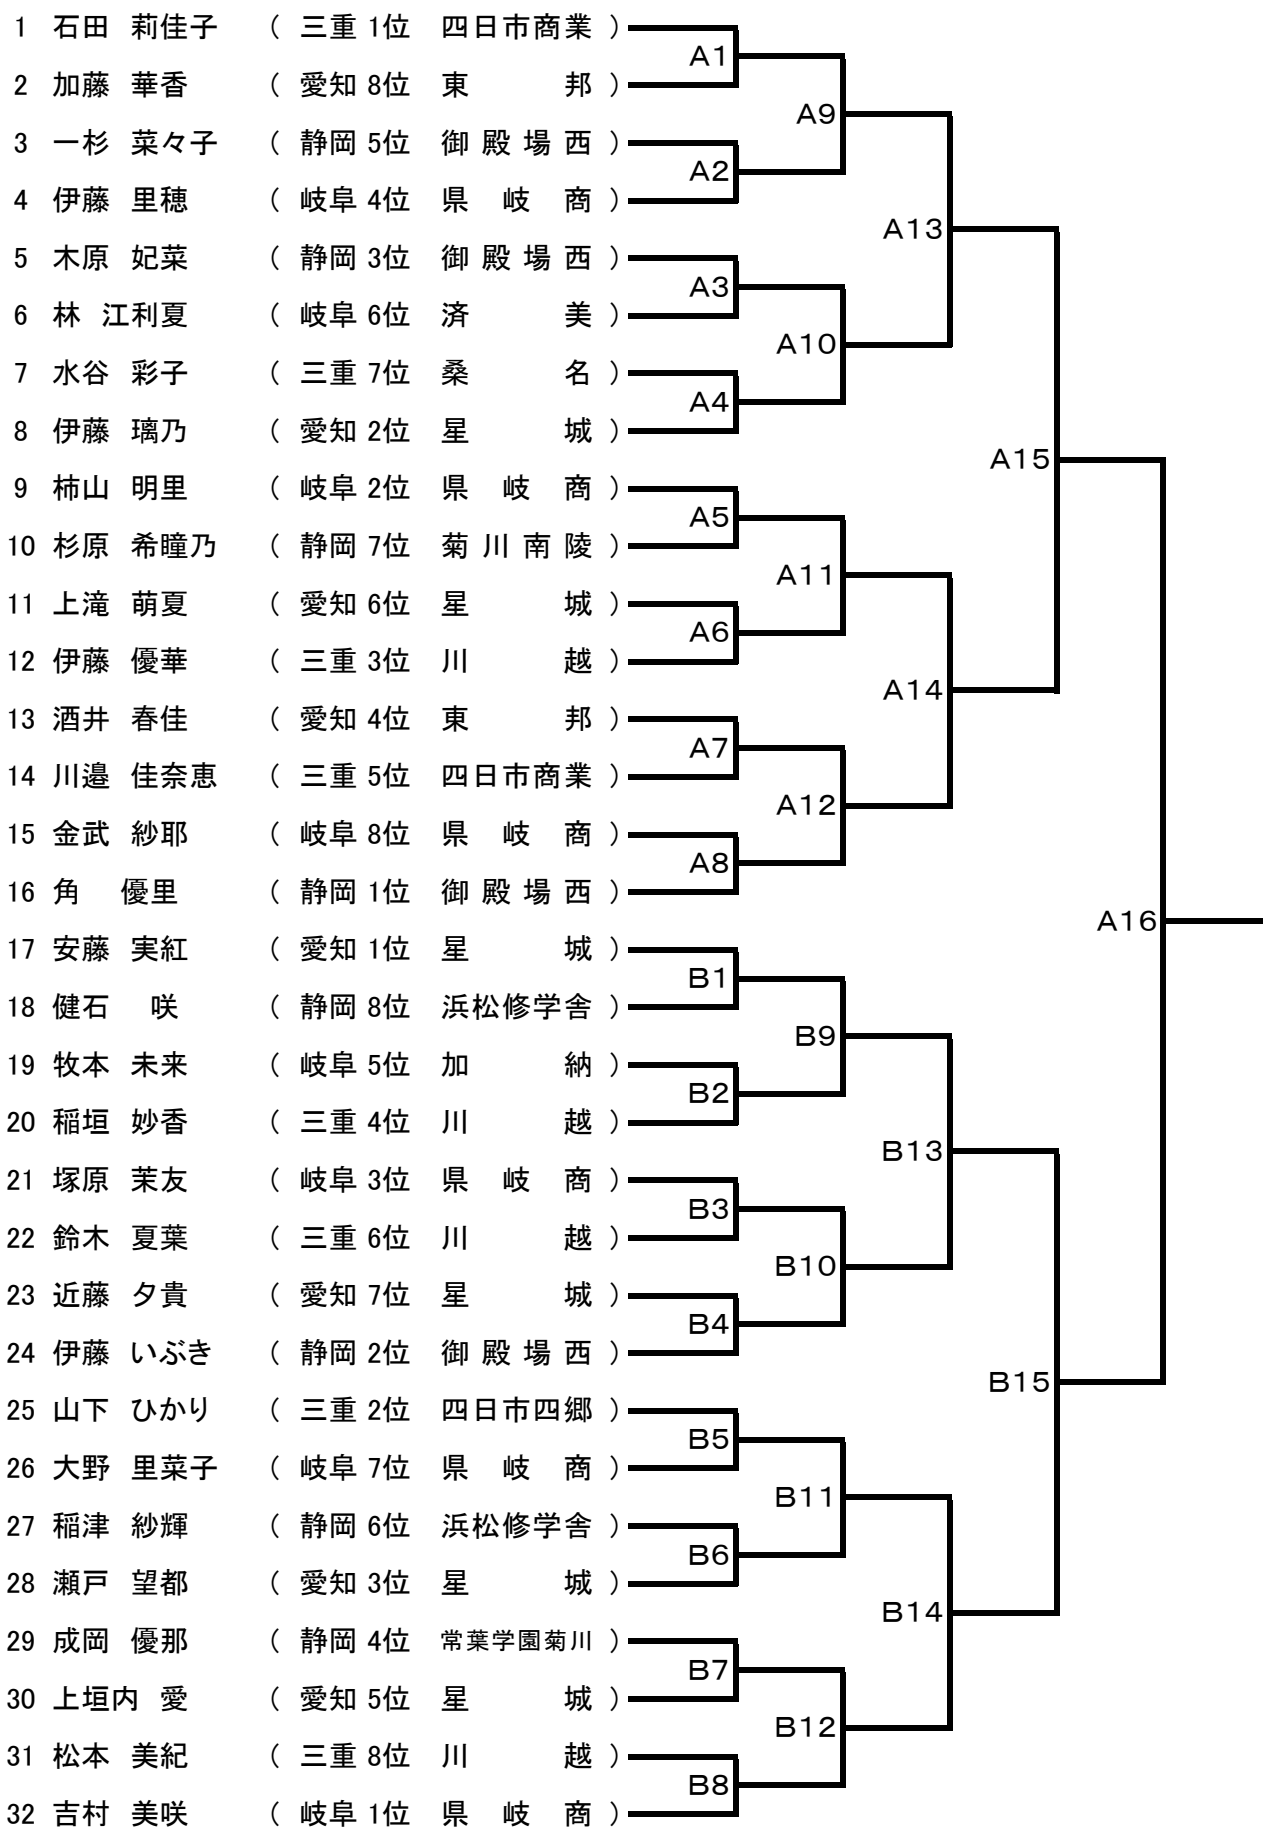 1 石田 莉佳子 ( 三重 1位 四日市商業 )
A1
2 加藤 華香 ( 愛知 8位 東 邦 )
A9
3 一杉 菜々子 ( 静岡 5位 御殿場西 )
A2
4 伊藤 里穂 ( 岐阜 4位 県岐商 )
A13
5 木原 妃菜 ( 静岡 3位 御殿場西 )
A3
6 林 江利夏 ( 岐阜 6位 済 美 )
A10
7 水谷 彩子 ( 三重 7位 桑 名 )
A4
8 伊藤 璃乃 ( 愛知 2位 星 城 )
A15
9 柿山 明里 ( 岐阜 2位 県岐商 )
A5
10 杉原 希瞳乃 ( 静岡 7位 菊川南陵 )
A11
11 上滝 萌夏 ( 愛知 6位 星 城 )
A6
12 伊藤 優華 ( 三重 3位 川 越 )
A14
13 酒井 春佳 ( 愛知 4位 東 邦 )
A7
14 川邉 佳奈恵 ( 三重 5位 四日市商業 )
A12
15 金武 紗耶 ( 岐阜 8位 県岐商 )
A8
16 角 優里 ( 静岡 1位 御殿場西 )
A16
17 安藤 実紅 ( 愛知 1位 星 城 )
B1
18 健石 咲 ( 静岡 8位 浜松修学舎 )
B9
19 牧本 未来 ( 岐阜 5位 加 納 )
B2
20 稲垣 妙香 ( 三重 4位 川 越 )
B13
21 塚原 茉友 ( 岐阜 3位 県岐商 )
B3
22 鈴木 夏葉 ( 三重 6位 川 越 )
B10
23 近藤 夕貴 ( 愛知 7位 星 城 )
B4
24 伊藤 いぶき ( 静岡 2位 御殿場西 )
B15
25 山下 ひかり ( 三重 2位 四日市四郷 )
B5
26 大野 里菜子 ( 岐阜 7位 県岐商 )
B11
27 稲津 紗輝 ( 静岡 6位 浜松修学舎 )
B6
28 瀬戸 望都 ( 愛知 3位 星 城 )
B14
29 成岡 優那 ( 静岡 4位 常葉学園菊川 )
B7
30 上垣内 愛 ( 愛知 5位 星 城 )
B12
31 松本 美紀 ( 三重 8位 川 越 )
B8
32 吉村 美咲 ( 岐阜 1位 県岐商 )